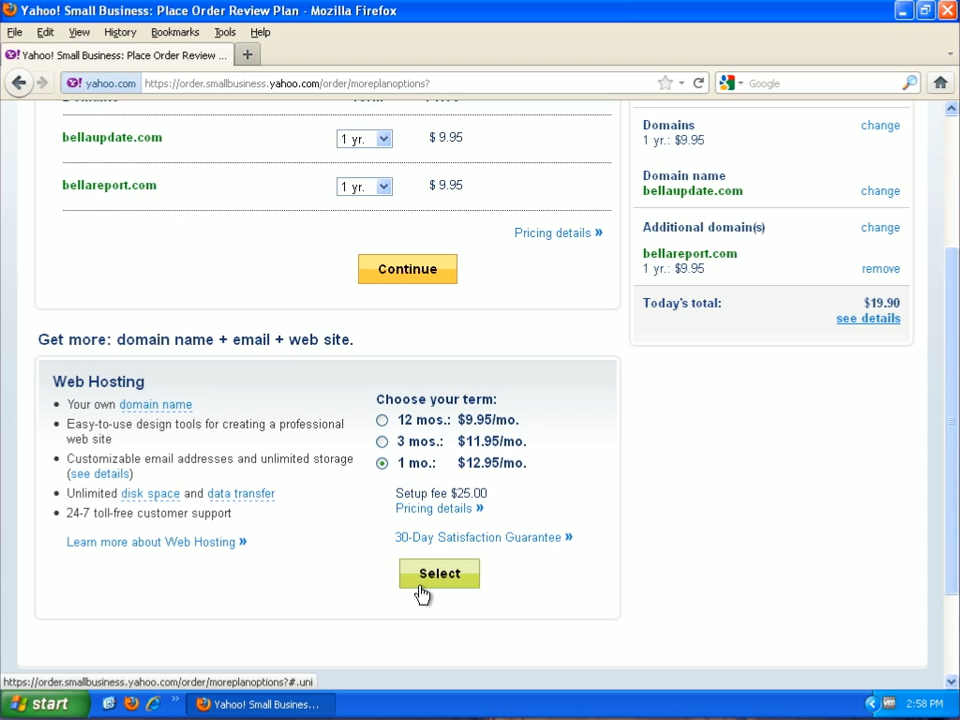 Yahoo! Small Business: Place Order Review Plan - Mozilla Firefox
File Edit View History Bookmarks Tools Help
Yahoo! Small Business: Place Order Review ...
yahoo.com https://order.smallbusiness.yahoo.com/order/moreplanoptions? Google
bellaupdate.com 1 yr. $ 9.95
bellareport.com 1 yr. $ 9.95
Pricing details »
Continue
Domains change
1 yr.: $9.95
Domain name
bellaupdate.com change
Additional domain(s) change
bellareport.com
1 yr.: $9.95 remove
Today's total: $19.90
see details
Get more: domain name + email + web site.
Web Hosting
• Your own domain name
• Easy-to-use design tools for creating a professional
web site
• Customizable email addresses and unlimited storage
(see details)
• Unlimited disk space and data transfer
• 24-7 toll-free customer support
Learn more about Web Hosting »
Choose your term:
12 mos.: $9.95/mo.
3 mos.: $11.95/mo.
1 mo.: $12.95/mo.
Setup fee $25.00
Pricing details »
30-Day Satisfaction Guarantee »
Select
https://order.smallbusiness.yahoo.com/order/moreplanoptions?#.uni
start Yahoo! Small Busines... 2:58 PM